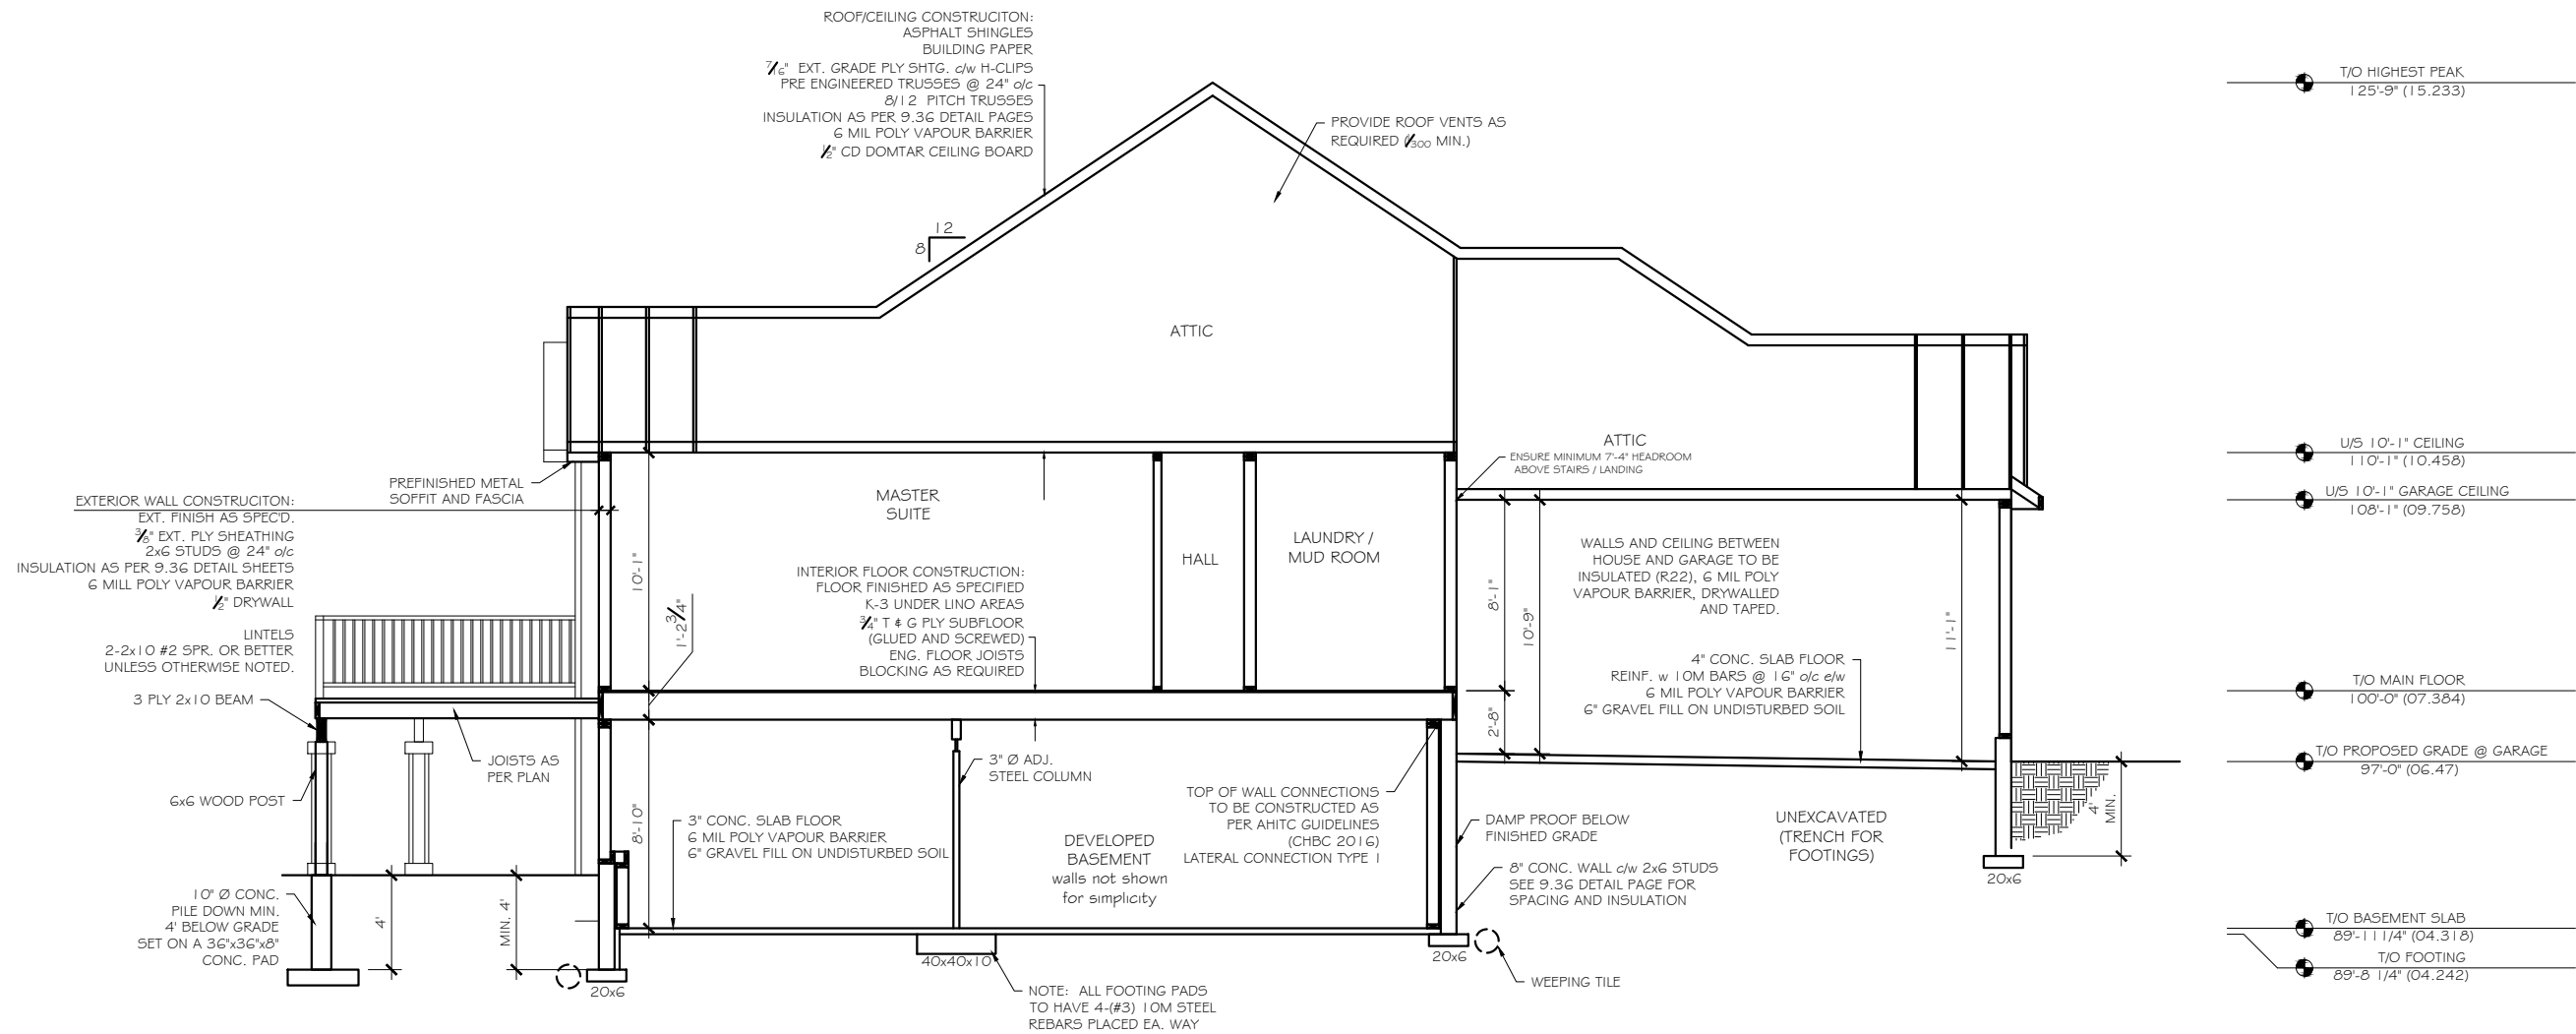 ROOF/CEILING CONSTRUCITON:
ASPHALT SHINGLES
BUILDING PAPER
7/16" EXT. GRADE PLY SHTG. c/w H-CLIPS
PRE ENGINEERED TRUSSES @ 24" o/c
8/12 PITCH TRUSSES
INSULATION AS PER 9.36 DETAIL PAGES
6 MIL POLY VAPOUR BARRIER
1/2" CD DOMTAR CEILING BOARD
PROVIDE ROOF VENTS AS
REQUIRED (1/300 MIN.)
12
8
ATTIC
ATTIC
ENSURE MINIMUM 7'-4" HEADROOM
ABOVE STAIRS / LANDING
PREFINISHED METAL
SOFFIT AND FASCIA
EXTERIOR WALL CONSTRUCITON:
EXT. FINISH AS SPEC'D.
3/8" EXT. PLY SHEATHING
2x6 STUDS @ 24" o/c
INSULATION AS PER 9.36 DETAIL SHEETS
6 MILL POLY VAPOUR BARRIER
1/2" DRYWALL
LINTELS
2-2x10 #2 SPR. OR BETTER
UNLESS OTHERWISE NOTED.
3 PLY 2x10 BEAM
JOISTS AS
PER PLAN
6x6 WOOD POST
10" Ø CONC.
PILE DOWN MIN.
4' BELOW GRADE
SET ON A 36"x36"x8"
CONC. PAD
4'
MIN. 4'
20x6
10'-1"
1'-2 3/4"
8'-10"
MASTER
SUITE
INTERIOR FLOOR CONSTRUCTION:
FLOOR FINISHED AS SPECIFIED
K-3 UNDER LINO AREAS
3/4" T & G PLY SUBFLOOR
(GLUED AND SCREWED)
ENG. FLOOR JOISTS
BLOCKING AS REQUIRED
HALL
LAUNDRY /
MUD ROOM
3" Ø ADJ.
STEEL COLUMN
3" CONC. SLAB FLOOR
6 MIL POLY VAPOUR BARRIER
6" GRAVEL FILL ON UNDISTURBED SOIL
DEVELOPED
BASEMENT
walls not shown
for simplicity
TOP OF WALL CONNECTIONS
TO BE CONSTRUCTED AS
PER AHITC GUIDELINES
(CHBC 2016)
LATERAL CONNECTION TYPE 1
40x40x10
NOTE: ALL FOOTING PADS
TO HAVE 4-(#3) 10M STEEL
REBARS PLACED EA. WAY
20x6
WEEPING TILE
8'-1"
2'-8"
10'-9"
11'-1"
WALLS AND CEILING BETWEEN
HOUSE AND GARAGE TO BE
INSULATED (R22), 6 MIL POLY
VAPOUR BARRIER, DRYWALLED
AND TAPED.
4" CONC. SLAB FLOOR
REINF. w 10M BARS @ 16" o/c e/w
6 MIL POLY VAPOUR BARRIER
6" GRAVEL FILL ON UNDISTURBED SOIL
DAMP PROOF BELOW
FINISHED GRADE
8" CONC. WALL c/w 2x6 STUDS
SEE 9.36 DETAIL PAGE FOR
SPACING AND INSULATION
UNEXCAVATED
(TRENCH FOR
FOOTINGS)
4'
MIN.
20x6
T/O HIGHEST PEAK
125'-9" (15.233)
U/S 10'-1" CEILING
110'-1" (10.458)
U/S 10'-1" GARAGE CEILING
108'-1" (09.758)
T/O MAIN FLOOR
100'-0" (07.384)
T/O PROPOSED GRADE @ GARAGE
97'-0" (06.47)
T/O BASEMENT SLAB
89'-11 1/4" (04.318)
T/O FOOTING
89'-8 1/4" (04.242)